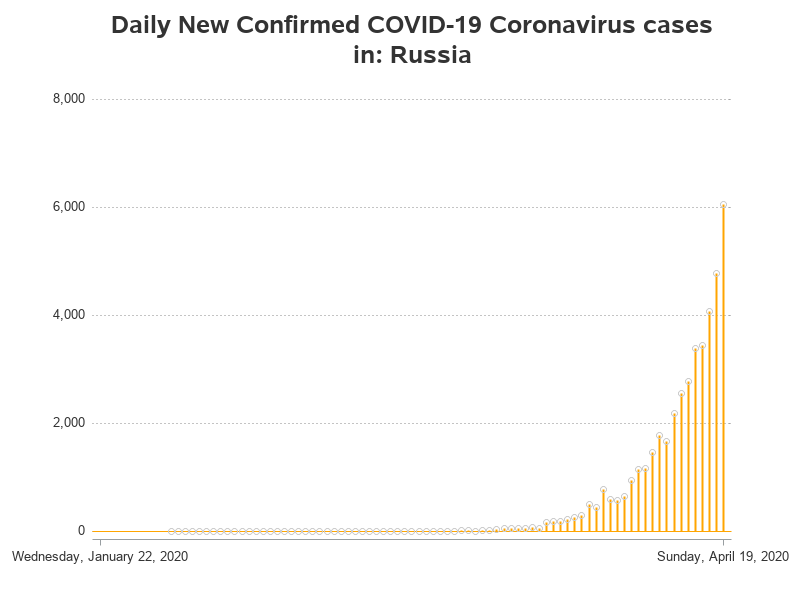 Daily New Confirmed COVID-19 Coronavirus cases
in: Russia
8,000
6,000
4,000
2,000
0
Wednesday, January 22, 2020
Sunday, April 19, 2020